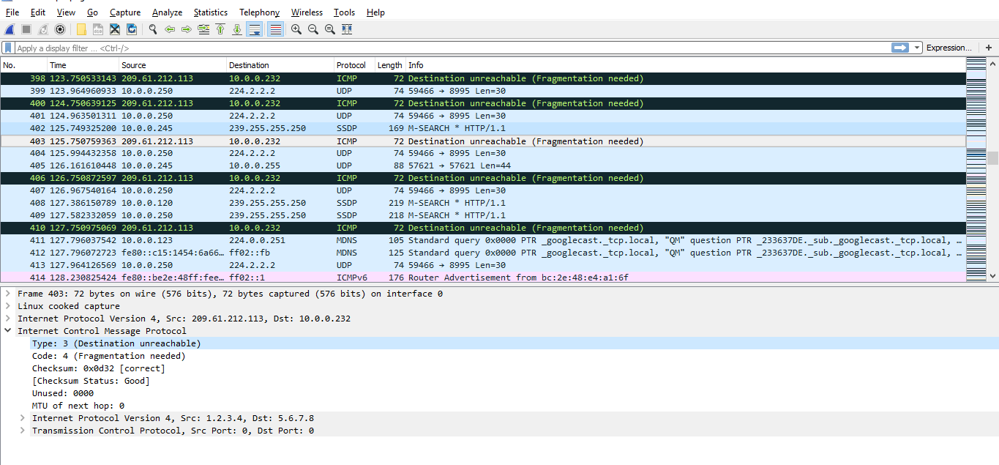 File Edit View Go Capture Analyze Statistics Telephony Wireless Tools Help
Apply a display filter ... <Ctrl-/> Expression... +
No. Time Source Destination Protocol Length Info
398 123.750533143 209.61.212.113 10.0.0.232 ICMP 72 Destination unreachable (Fragmentation needed)
399 123.964960933 10.0.0.250 224.2.2.2 UDP 74 59466 → 8995 Len=30
400 124.750639125 209.61.212.113 10.0.0.232 ICMP 72 Destination unreachable (Fragmentation needed)
401 124.963501311 10.0.0.250 224.2.2.2 UDP 74 59466 → 8995 Len=30
402 125.749325200 10.0.0.245 239.255.255.250 SSDP 169 M-SEARCH * HTTP/1.1
403 125.750759363 209.61.212.113 10.0.0.232 ICMP 72 Destination unreachable (Fragmentation needed)
404 125.994432358 10.0.0.250 224.2.2.2 UDP 74 59466 → 8995 Len=30
405 126.161610448 10.0.0.245 10.0.0.255 UDP 88 57621 → 57621 Len=44
406 126.750872597 209.61.212.113 10.0.0.232 ICMP 72 Destination unreachable (Fragmentation needed)
407 126.967540164 10.0.0.250 224.2.2.2 UDP 74 59466 → 8995 Len=30
408 127.386150789 10.0.0.120 239.255.255.250 SSDP 219 M-SEARCH * HTTP/1.1
409 127.582332059 10.0.0.250 239.255.255.250 SSDP 218 M-SEARCH * HTTP/1.1
410 127.750975069 209.61.212.113 10.0.0.232 ICMP 72 Destination unreachable (Fragmentation needed)
411 127.796037542 10.0.0.123 224.0.0.251 MDNS 105 Standard query 0x0000 PTR _googlecast._tcp.local, "QM" question PTR _233637DE._sub._googlecast._tcp.local, …
412 127.796072723 fe80::c15:1454:6a66… ff02::fb MDNS 125 Standard query 0x0000 PTR _googlecast._tcp.local, "QM" question PTR _233637DE._sub._googlecast._tcp.local, …
413 127.964126569 10.0.0.250 224.2.2.2 UDP 74 59466 → 8995 Len=30
414 128.230825424 fe80::be2e:48ff:fee… ff02::1 ICMPv6 176 Router Advertisement from bc:2e:48:e4:a1:6f
Frame 403: 72 bytes on wire (576 bits), 72 bytes captured (576 bits) on interface 0
Linux cooked capture
Internet Protocol Version 4, Src: 209.61.212.113, Dst: 10.0.0.232
Internet Control Message Protocol
Type: 3 (Destination unreachable)
Code: 4 (Fragmentation needed)
Checksum: 0x0d32 [correct]
[Checksum Status: Good]
Unused: 0000
MTU of next hop: 0
Internet Protocol Version 4, Src: 1.2.3.4, Dst: 5.6.7.8
Transmission Control Protocol, Src Port: 0, Dst Port: 0